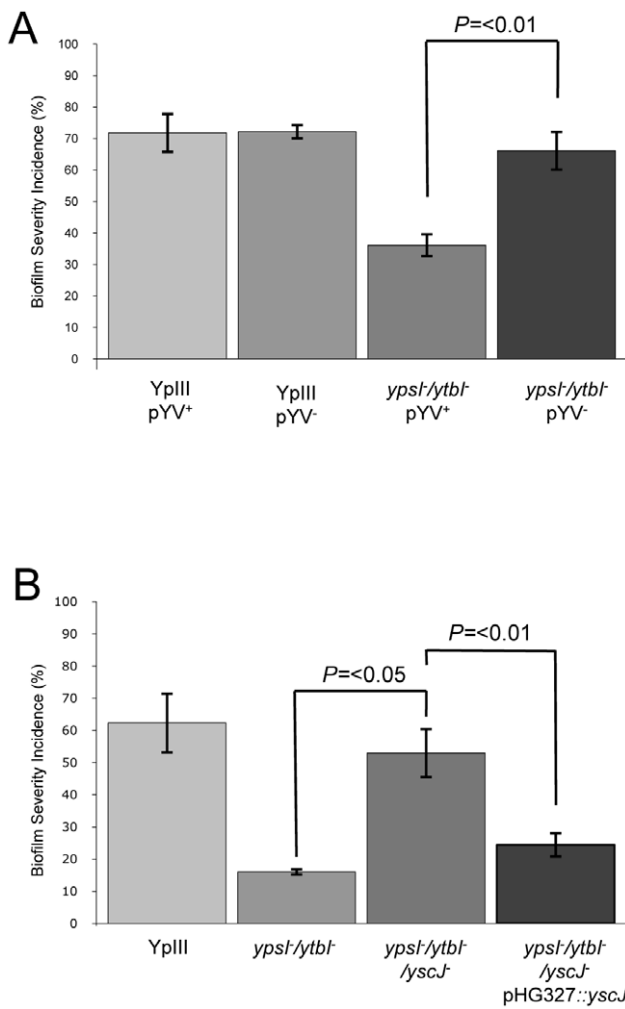 A
P=<0.01
100
90
80
70
60
50
40
30
20
10
0
Biofilm Severity Incidence (%)
YpIII YpIII ypsI-/ytbI- ypsI-/ytbI-
pYV⁺ pYV⁻ pYV⁺ pYV⁻
B
P=<0.01
P=<0.05
100
90
80
70
60
50
40
30
20
10
0
Biofilm Severity Incidence (%)
YpIII ypsI-/ytbI- ypsI-/ytbI- ypsI-/ytbI-
/yscJ- /yscJ-
pHG327::yscJ